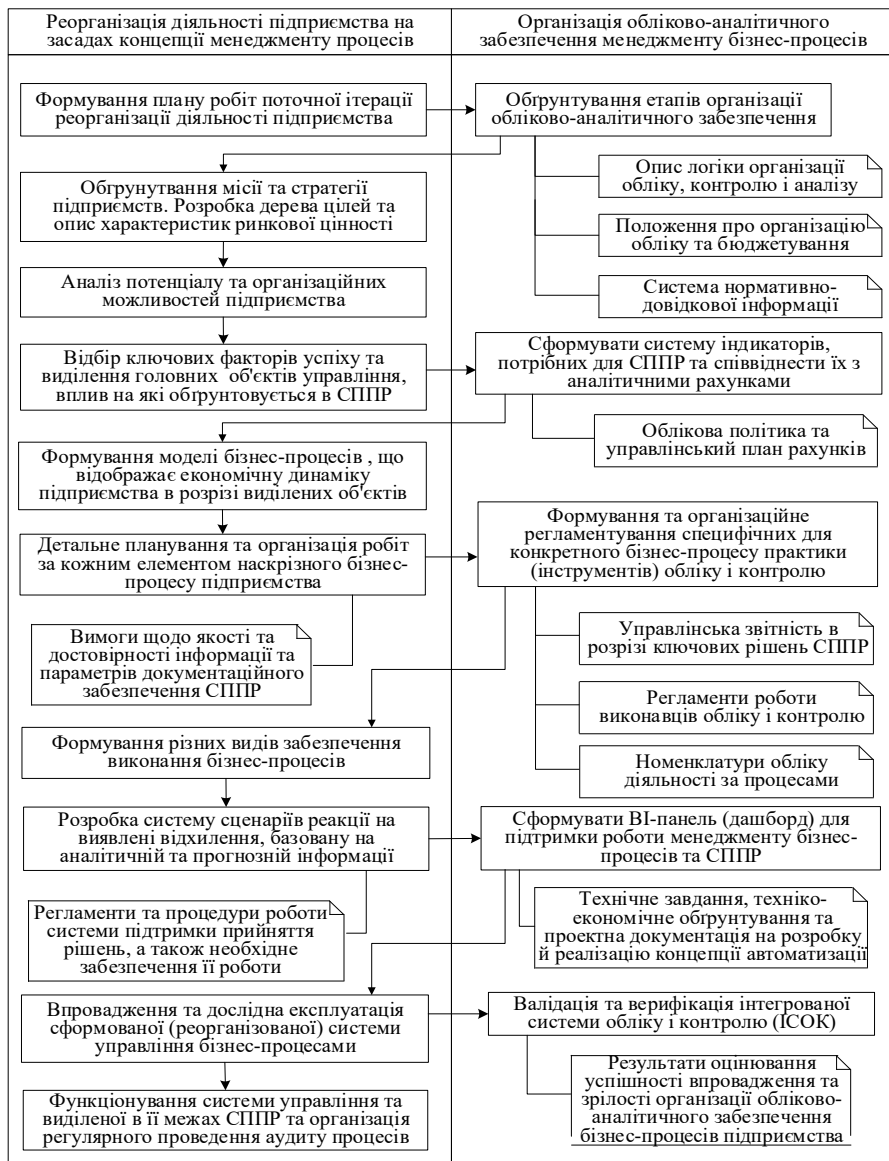 Реорганізація діяльності підприємства на
засадах концепції менеджменту процесів
Організація обліково-аналітичного
забезпечення менеджменту бізнес-процесів
Формування плану робіт поточної ітерації
реорганізації діяльності підприємства
Обґрунтування етапів організації
обліково-аналітичного забезпечення
Опис логіки організації
обліку, контролю і аналізу
Положення про організацію
обліку та бюджетування
Система нормативно-
довідкової інформації
Обгрунутвання місії та стратегії
підприємств. Розробка дерева цілей та
опис характеристик ринкової цінності
Аналіз потенціалу та організаційних
можливостей підприємства
Відбір ключових факторів успіху та
виділення головних об'єктів управління,
вплив на які обґрунтовується в СППР
Сформувати систему індикаторів,
потрібних для СППР та співвіднести їх з
аналітичними рахунками
Облікова політика та
управлінський план рахунків
Формування моделі бізнес-процесів , що
відображає економічну динаміку
підприємства в розрізі виділених об'єктів
Детальне планування та організація робіт
за кожним елементом наскрізного бізнес-
процесу підприємства
Формування та організаційне
регламентування специфічних для
конкретного бізнес-процесу практики
(інструментів) обліку і контролю
Вимоги щодо якості та
достовірності інформації та
параметрів документаційного
забезпечення СППР
Управлінська звітність в
розрізі ключових рішень СППР
Регламенти роботи
виконавців обліку і контролю
Номенклатури обліку
діяльності за процесами
Формування різних видів забезпечення
виконання бізнес-процесів
Розробка систему сценаріїв реакції на
виявлені відхилення, базовану на
аналітичній та прогнозній інформації
Сформувати ВІ-панель (дашборд) для
підтримки роботи менеджменту бізнес-
процесів та СППР
Регламенти та процедури роботи
системи підтримки прийняття
рішень, а також необхідне
забезпечення її роботи
Технічне завдання, техніко-
економічне обґрунтування та
проектна документація на розробку
й реалізацію концепції автоматизації
Впровадження та дослідна експлуатація
сформованої (реорганізованої) системи
управління бізнес-процесами
Валідація та верифікація інтегрованої
системи обліку і контролю (ІСОК)
Результати оцінювання
успішності впровадження та
зрілості організації обліково-
аналітичного забезпечення
бізнес-процесів підприємства
Функціонування системи управління та
виділеної в її межах СППР та організація
регулярного проведення аудиту процесів